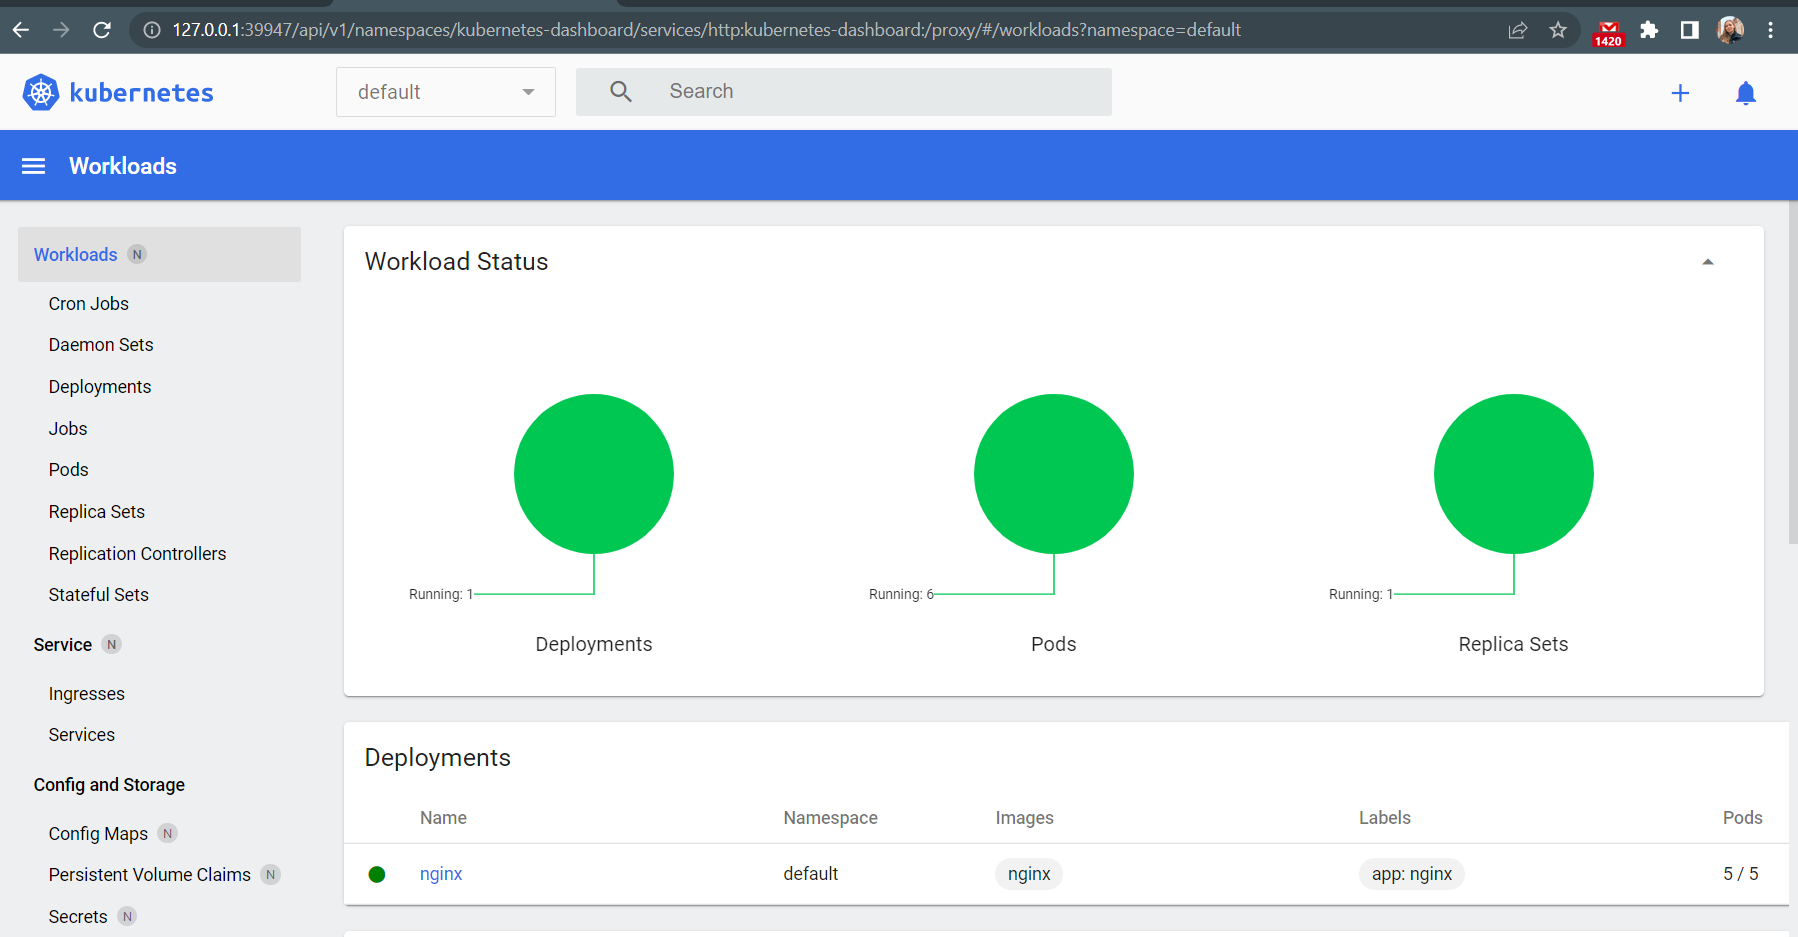 127.0.0.1:39947/api/v1/namespaces/kubernetes-dashboard/services/http:kubernetes-dashboard:/proxy/#/workloads?namespace=default
1420
kubernetes
default
Search
Workloads
Workloads N
Cron Jobs
Daemon Sets
Deployments
Jobs
Pods
Replica Sets
Replication Controllers
Stateful Sets
Service N
Ingresses
Services
Config and Storage
Config Maps N
Persistent Volume Claims N
Secrets N
Workload Status
Running: 1
Deployments
Running: 6
Pods
Running: 1
Replica Sets
Deployments
Name Namespace Images Labels Pods
nginx default nginx app: nginx 5 / 5